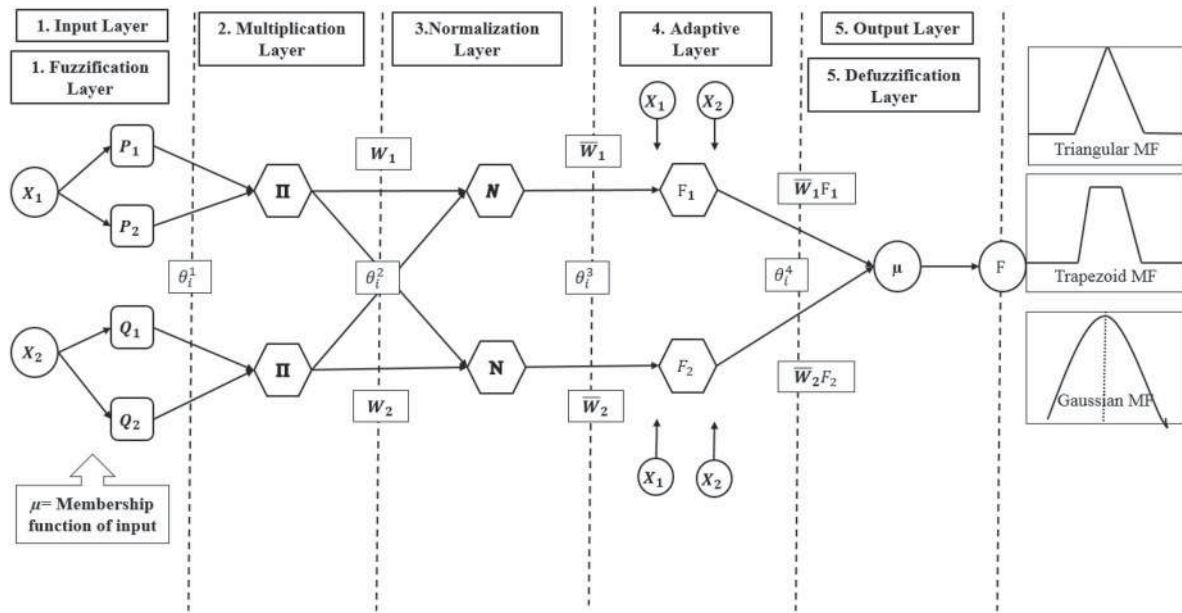 1. Input Layer
1. Fuzzification
Layer
2. Multiplication
Layer
3.Normalization
Layer
4. Adaptive
Layer
5. Output Layer
5. Defuzzification
Layer
X₁
X₂
P₁
W₁
W̅₁
Triangular MF
X₁
Π
N
F₁
W̅₁F₁
P₂
θᵢ¹
θᵢ²
θᵢ³
θᵢ⁴
μ
F
Trapezoid MF
Q₁
X₂
Π
N
F₂
W̅₂F₂
Q₂
W₂
W̅₂
Gaussian MF
X₁
X₂
μ= Membership
function of input